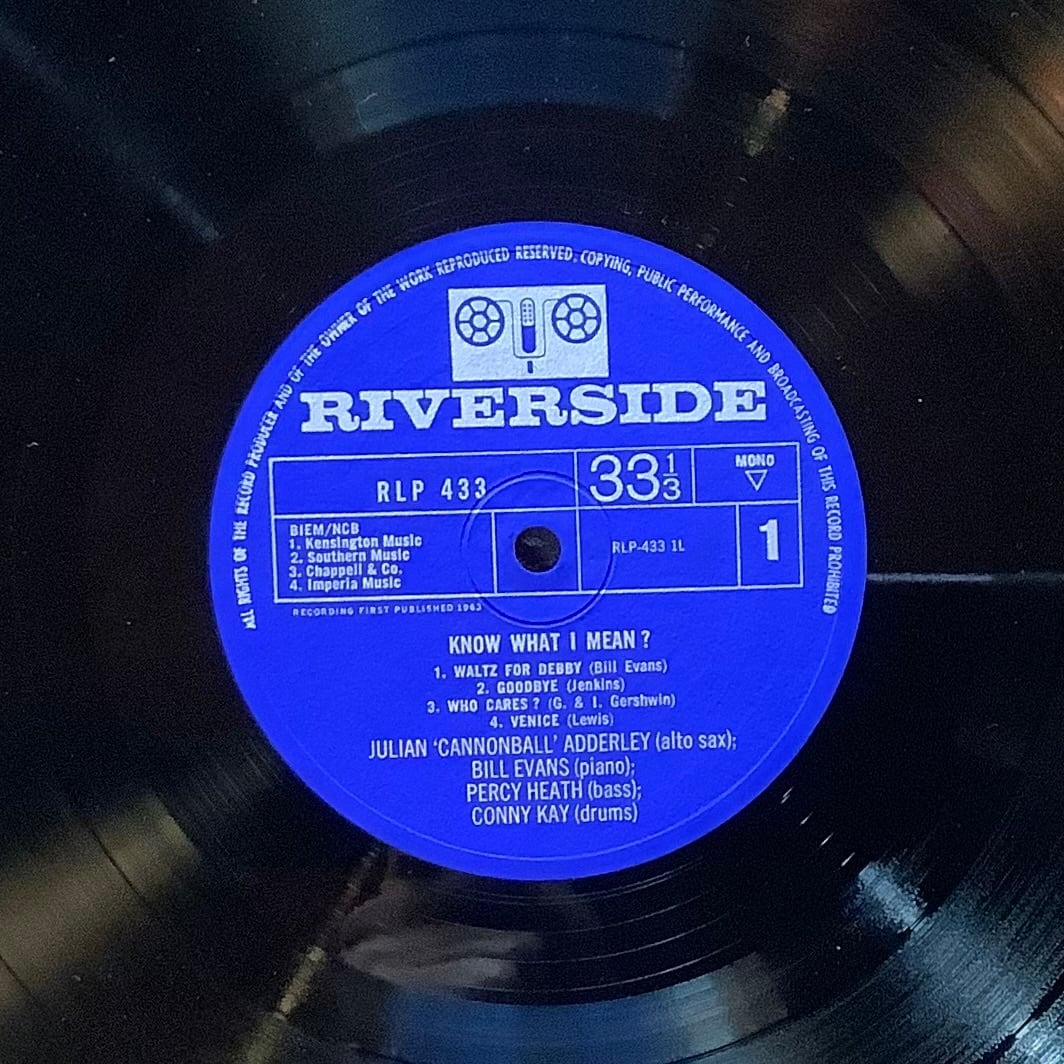 ALL RIGHTS OF THE RECORD PRODUCER AND OF THE OWNER OF THE WORK REPRODUCED RESERVED. COPYING, PUBLIC PERFORMANCE AND BROADCASTING OF THIS RECORD PROHIBITED
RIVERSIDE
RLP 433
33 1/3
MONO
BIEM/NCB
1. Kensington Music
2. Southern Music
3. Chappell & Co.
4. Imperia Music
RLP-433 1L
1
RECORDING FIRST PUBLISHED 1963
KNOW WHAT I MEAN?
1. WALTZ FOR DEBBY (Bill Evans)
2. GOODBYE (Jenkins)
3. WHO CARES? (G. & I. Gershwin)
4. VENICE (Lewis)
JULIAN ‘CANNONBALL’ ADDERLEY (alto sax);
BILL EVANS (piano);
PERCY HEATH (bass);
CONNY KAY (drums)